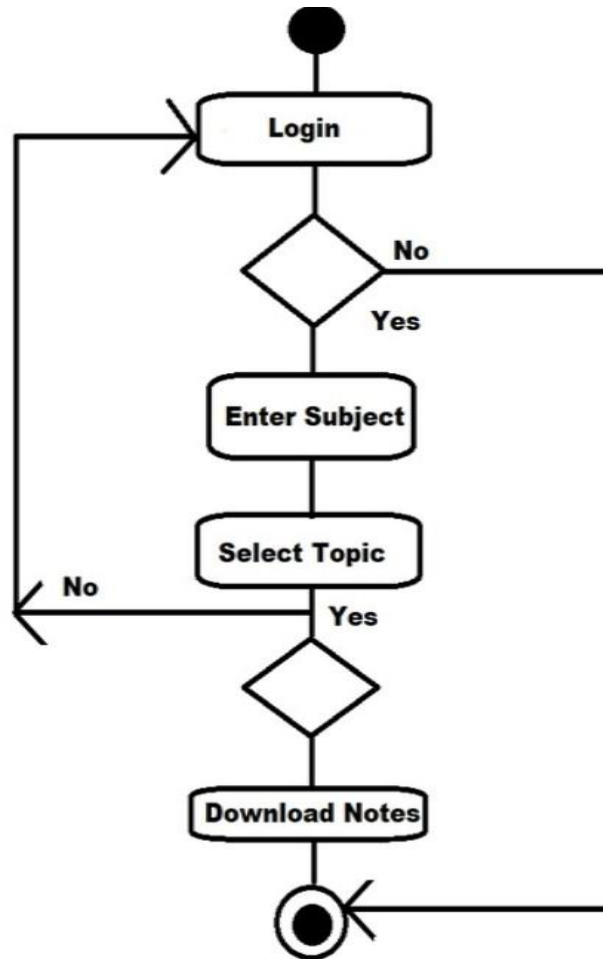 Login
No
Yes
Enter Subject
Select Topic
No
Yes
Download Notes